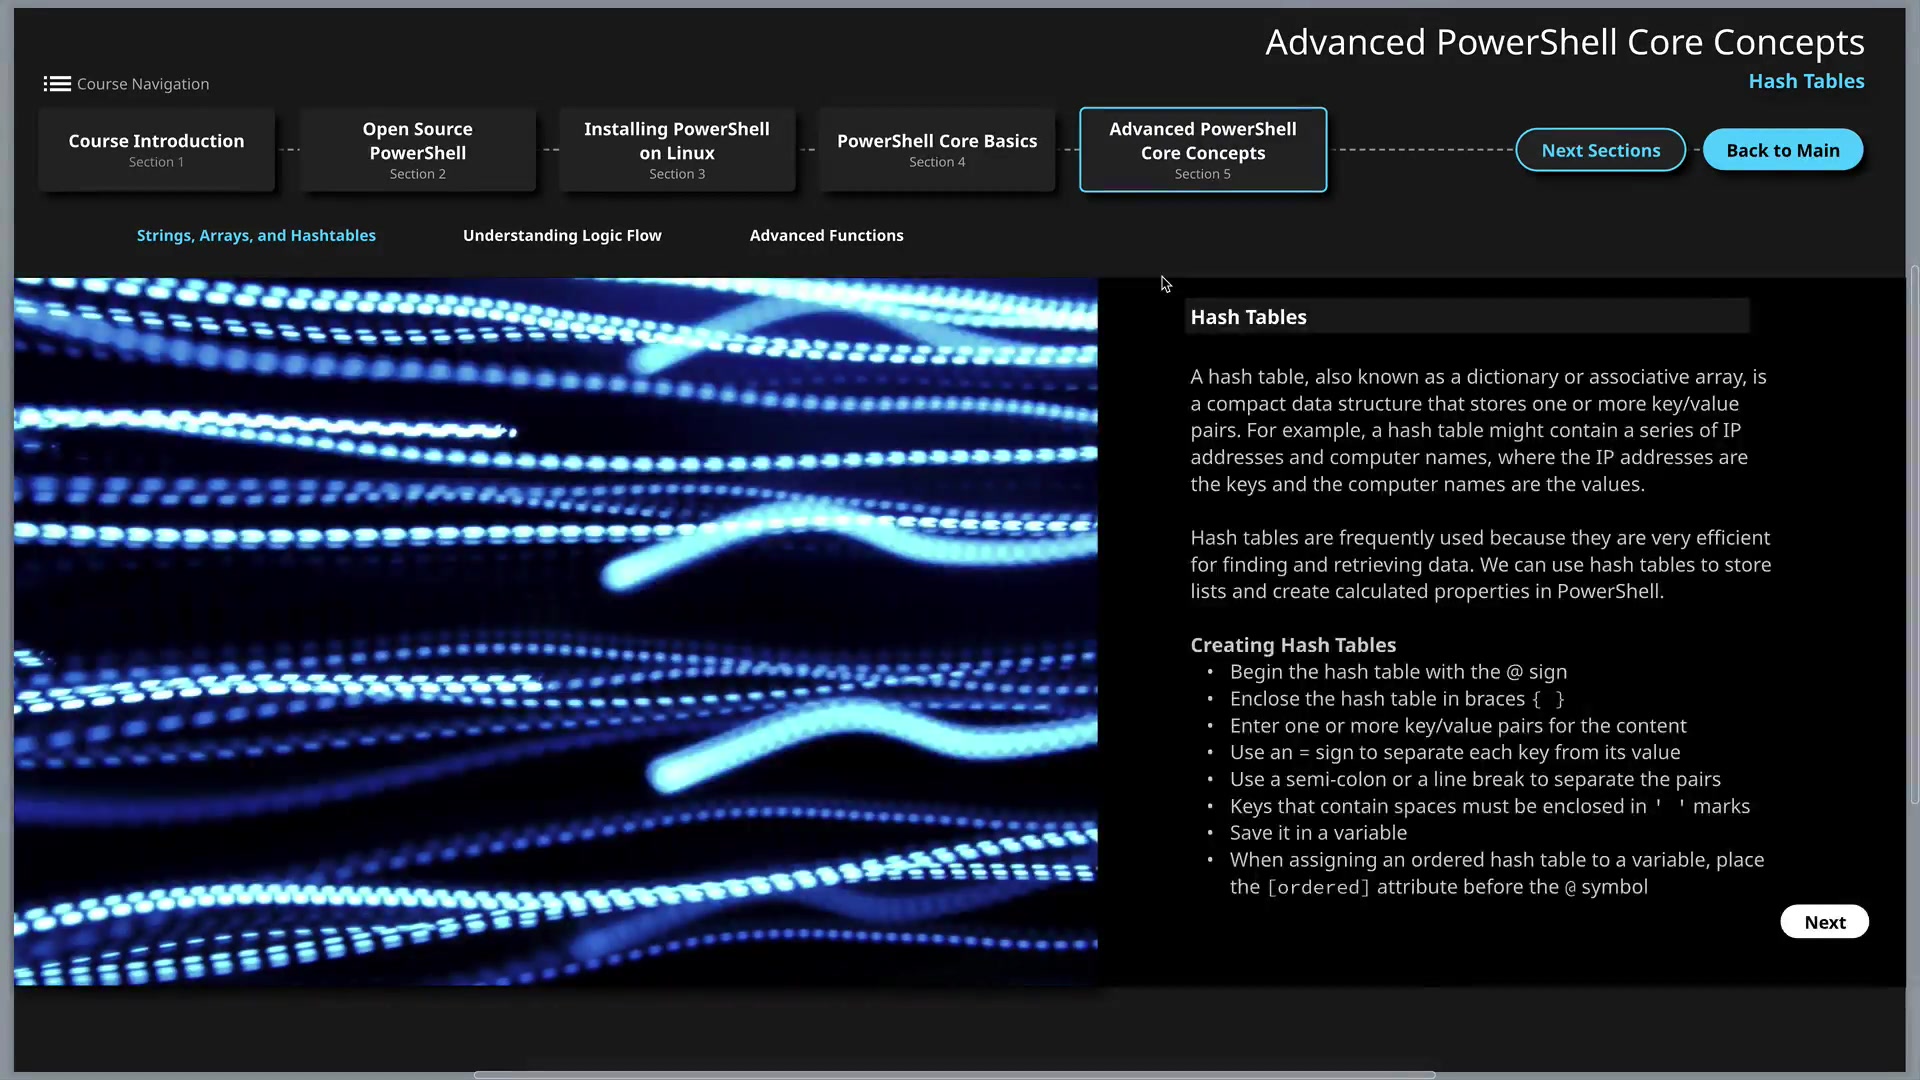 Advanced PowerShell Core Concepts
Hash Tables
Course Navigation
Course Introduction
Section 1
Open Source
PowerShell
Section 2
Installing PowerShell
on Linux
Section 3
PowerShell Core Basics
Section 4
Advanced PowerShell
Core Concepts
Section 5
Next Sections
Back to Main
Strings, Arrays, and Hashtables
Understanding Logic Flow
Advanced Functions
Hash Tables
A hash table, also known as a dictionary or associative array, is
a compact data structure that stores one or more key/value
pairs. For example, a hash table might contain a series of IP
addresses and computer names, where the IP addresses are
the keys and the computer names are the values.
Hash tables are frequently used because they are very efficient
for finding and retrieving data. We can use hash tables to store
lists and create calculated properties in PowerShell.
Creating Hash Tables
• Begin the hash table with the @ sign
• Enclose the hash table in braces { }
• Enter one or more key/value pairs for the content
• Use an = sign to separate each key from its value
• Use a semi-colon or a line break to separate the pairs
• Keys that contain spaces must be enclosed in ' ' marks
• Save it in a variable
• When assigning an ordered hash table to a variable, place
the [ordered] attribute before the @ symbol
Next